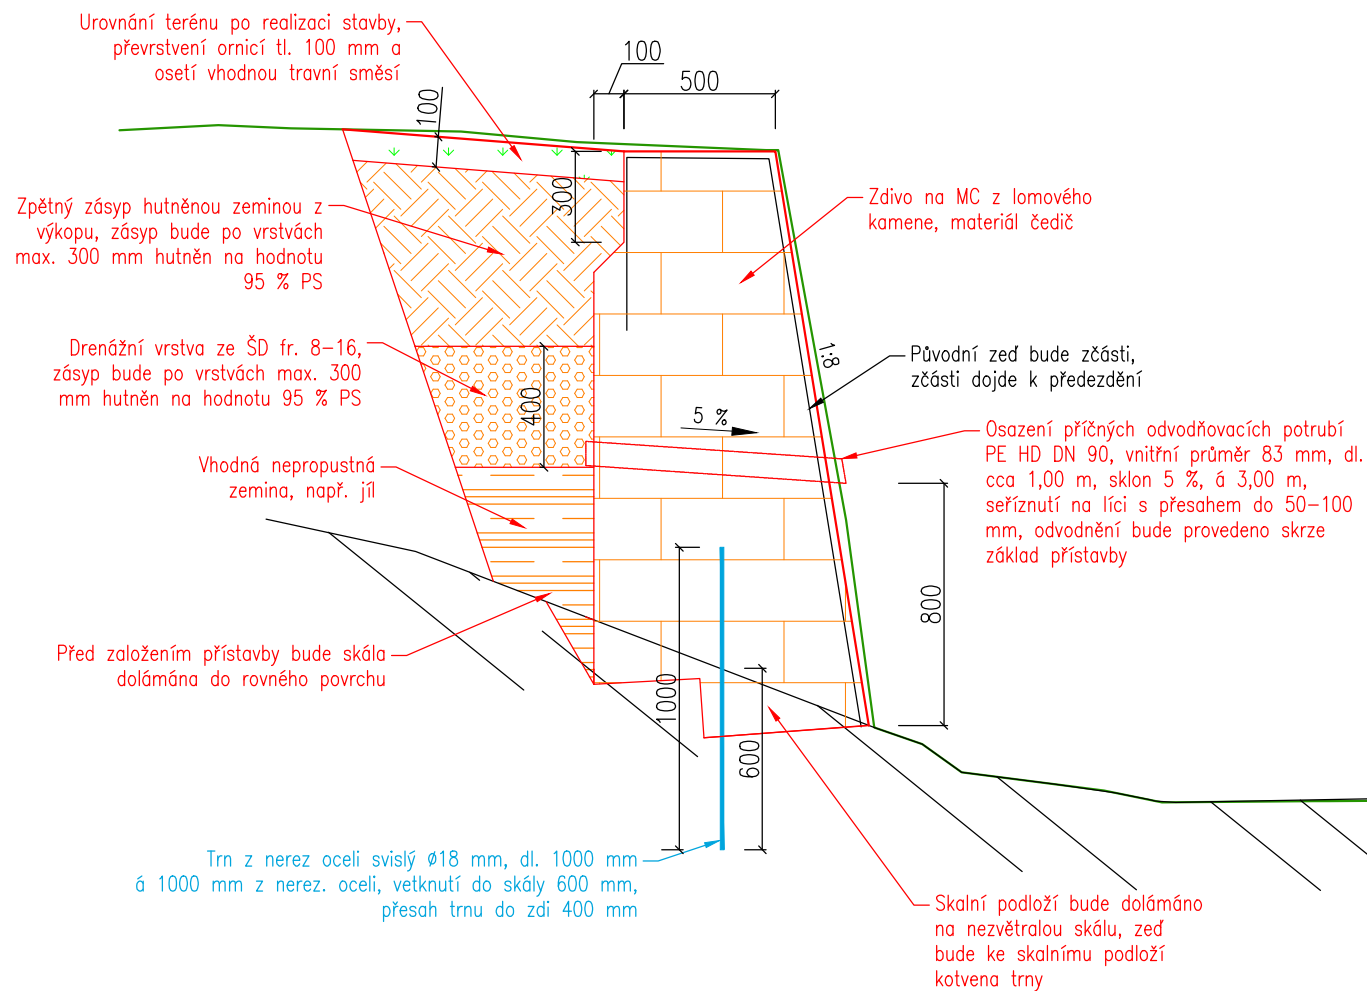 Urovnání terénu po realizaci stavby,
převrstvení ornicí tl. 100 mm a
osetí vhodnou travní směsí
100
500
100
300
Zpětný zásyp hutněnou zeminou z
výkopu, zásyp bude po vrstvách
max. 300 mm hutněn na hodnotu
95 % PS
Zdivo na MC z lomového
kamene, materiál čedič
Drenážní vrstva ze ŠD fr. 8-16,
zásyp bude po vrstvách max. 300
mm hutněn na hodnotu 95 % PS
400
1:8
Původní zeď bude zčásti,
zčásti dojde k předezdění
5 %
Osazení příčných odvodňovacích potrubí
PE HD DN 90, vnitřní průměr 83 mm, dl.
cca 1,00 m, sklon 5 %, á 3,00 m,
seříznutí na líci s přesahem do 50-100
mm, odvodnění bude provedeno skrze
základ přístavby
Vhodná nepropustná
zemina, např. jíl
800
Před založením přístavby bude skála
dolámána do rovného povrchu
1000
600
Trn z nerez oceli svislý Ø18 mm, dl. 1000 mm
á 1000 mm z nerez. oceli, vetknutí do skály 600 mm,
přesah trnu do zdi 400 mm
Skalní podloží bude dolámáno
na nezvětralou skálu, zeď
bude ke skalnímu podloží
kotvena trny